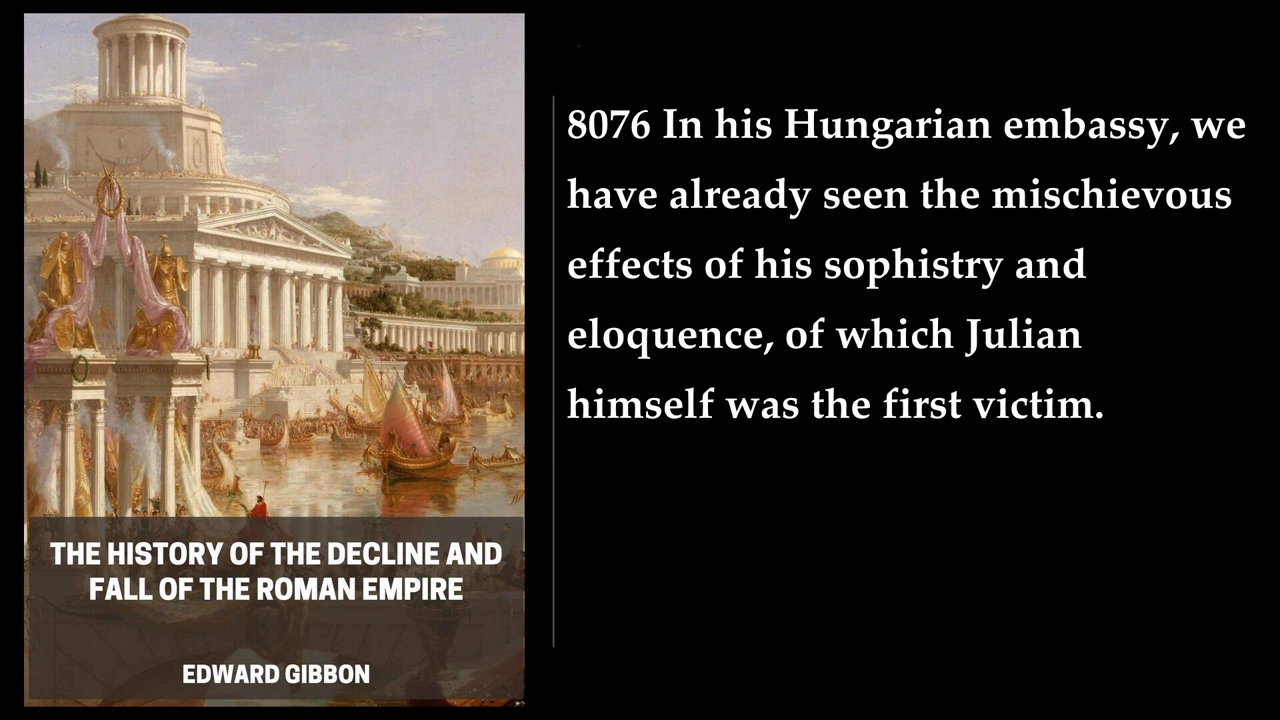 8076 In his Hungarian embassy, we
have already seen the mischievous
effects of his sophistry and
eloquence, of which Julian
himself was the first victim.
THE HISTORY OF THE DECLINE AND
FALL OF THE ROMAN EMPIRE
EDWARD GIBBON